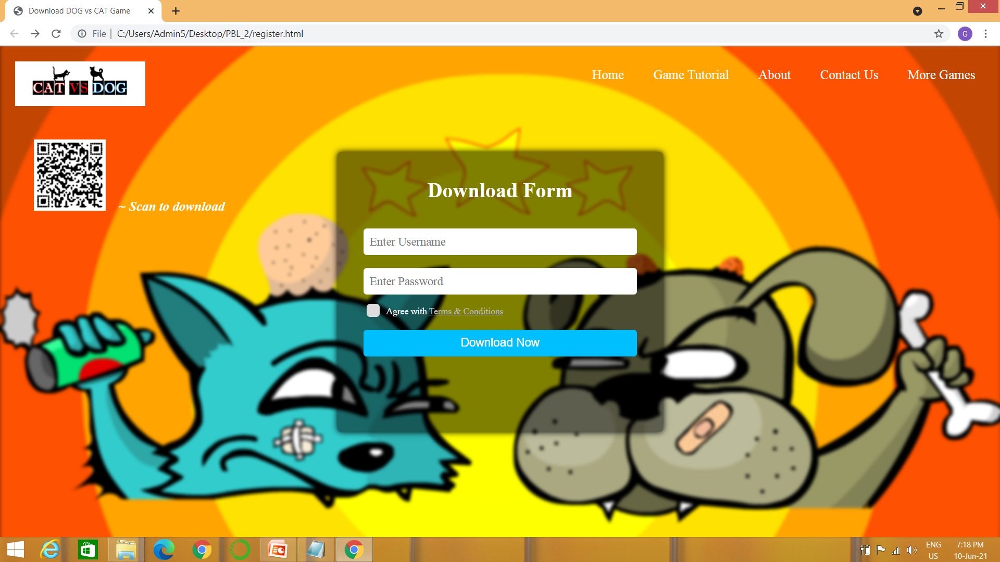 Download DOG vs CAT Game
File | C:/Users/Admin5/Desktop/PBL_2/register.html
G
CAT VS DOG
Home Game Tutorial About Contact Us More Games
~ Scan to download
Download Form
Enter Username
Enter Password
Agree with Terms & Conditions
Download Now
ENG 7:18 PM
US 10-Jun-21